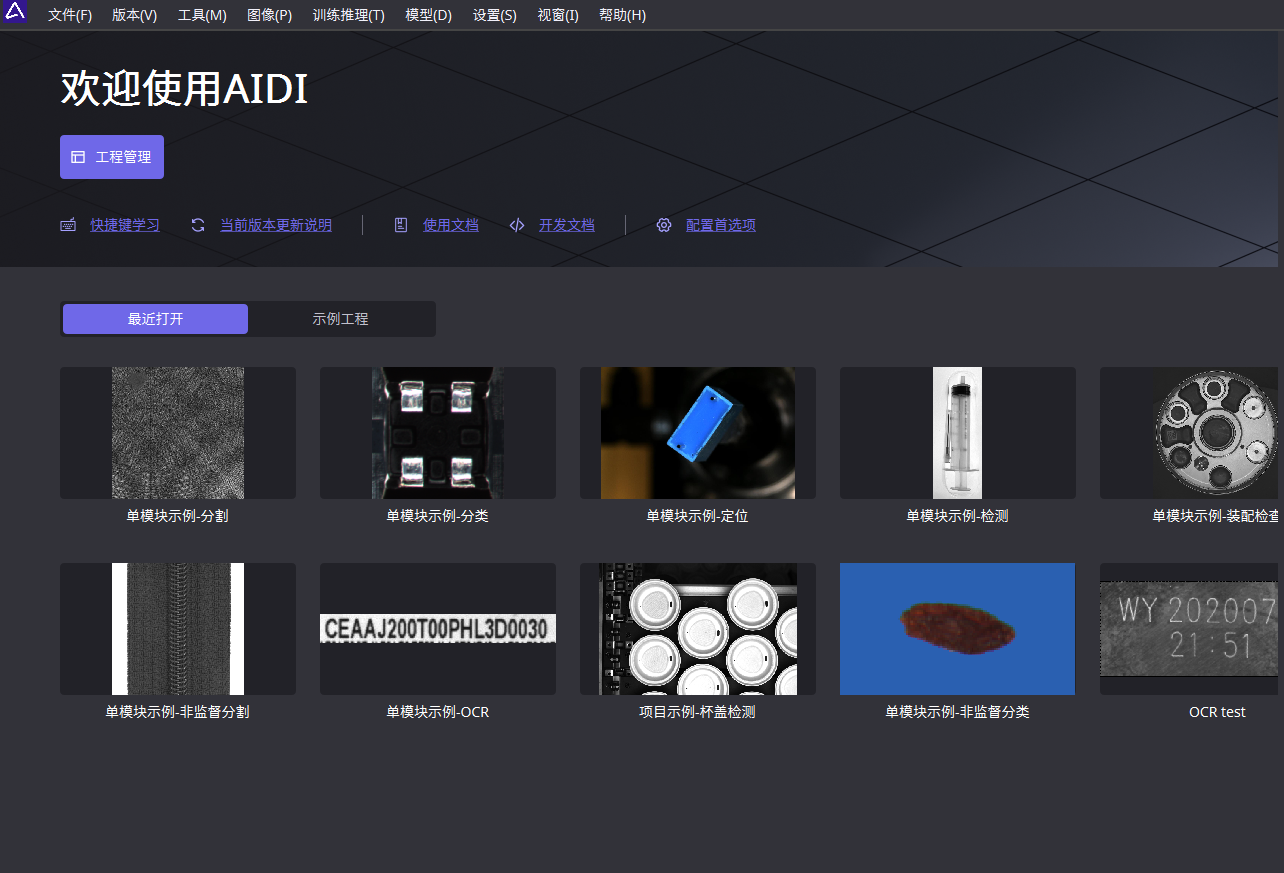 文件(F) 版本(V) 工具(M) 图像(P) 训练推理(T) 模型(D) 设置(S) 视窗(I) 帮助(H)
欢迎使用AIDI
工程管理
快捷键学习 当前版本更新说明 使用文档 开发文档 配置首选项
最近打开 示例工程
单模块示例-分割 单模块示例-分类 单模块示例-定位 单模块示例-检测 单模块示例-装配检查
CEAAJ200T00PHL3D0030
WY 202007
21:51
单模块示例-非监督分割 单模块示例-OCR 项目示例-杯盖检测 单模块示例-非监督分类 OCR test